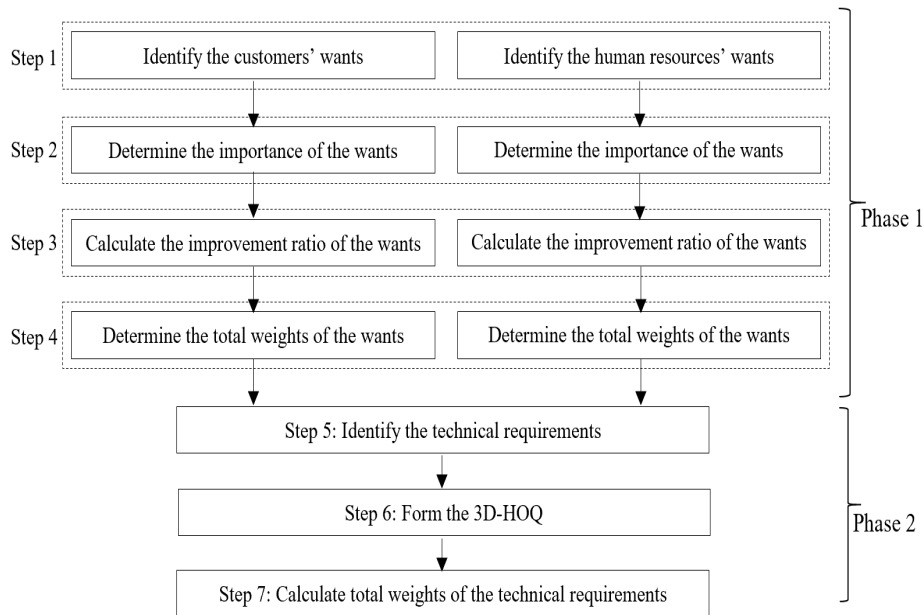 Step 1
Identify the customers’ wants
Identify the human resources’ wants
Step 2
Determine the importance of the wants
Determine the importance of the wants
Phase 1
Step 3
Calculate the improvement ratio of the wants
Calculate the improvement ratio of the wants
Step 4
Determine the total weights of the wants
Determine the total weights of the wants
Step 5: Identify the technical requirements
Step 6: Form the 3D-HOQ
Phase 2
Step 7: Calculate total weights of the technical requirements